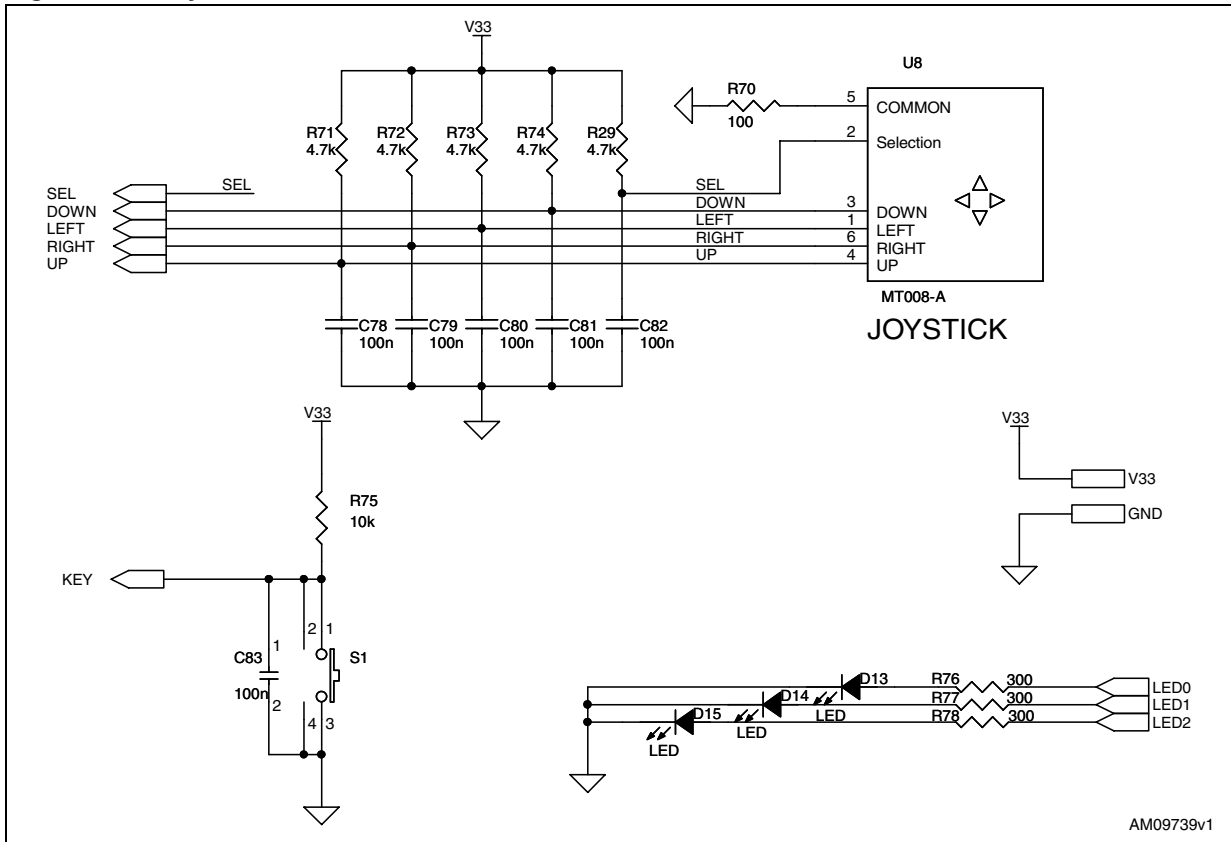 V33
U8
R70
100
5
COMMON
2
Selection
R71
4.7k
R72
4.7k
R73
4.7k
R74
4.7k
R29
4.7k
SEL
SEL
SEL
DOWN
DOWN
3
DOWN
LEFT
LEFT
1
LEFT
RIGHT
RIGHT
6
RIGHT
UP
UP
4
UP
MT008-A
JOYSTICK
C78
100n
C79
100n
C80
100n
C81
100n
C82
100n
V33
R75
10k
V33
V33
GND
KEY
1
2
1
C83
100n
S1
2
4
3
D13
R76
300
LED0
D14
R77
300
LED1
D15
R78
300
LED2
LED
LED
LED
AM09739v1